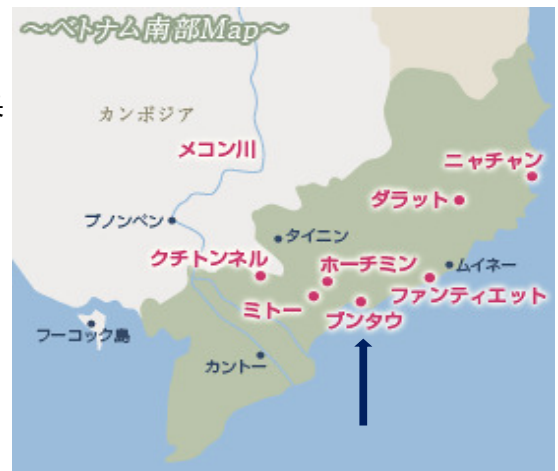 ～ベトナム南部Map～
カンボジア
メコン川
ニャチャン
ダラット
プノンペン
タイニン
クチトンネル
ホーチミン
ムイネー
ミトー
ブンタウ
ファンティエット
フーコック島
カントー